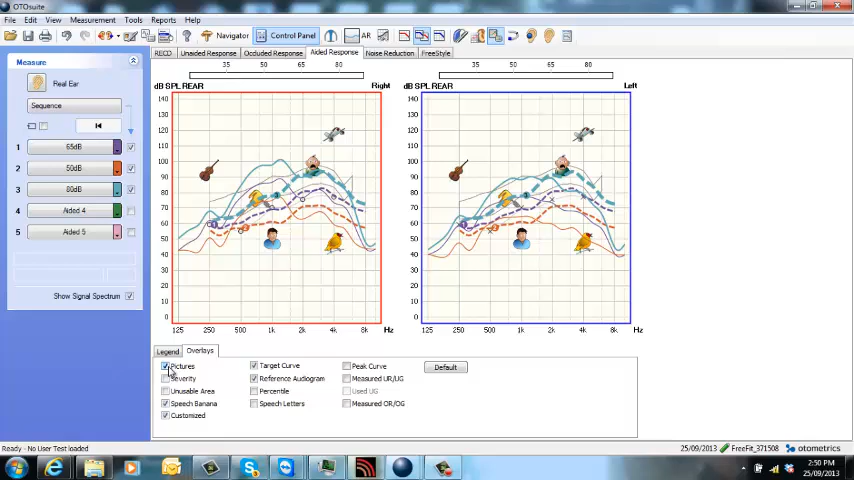 OTOsuite
File Edit View Measurement Tools Reports Help
Navigator Control Panel AR
Measure
Real Ear
Sequence
1 65dB
2 50dB
3 80dB
4 Aided 4
5 Aided 5
Show Signal Spectrum
RECD Unaided Response Occluded Response Aided Response Noise Reduction FreeStyle
35 50 65 80
dB SPL REAR Right
140
130
120
110
100
90
80
70
60
50
40
30
20
10
0
125 250 500 1k 2k 4k 8k Hz
35 50 65 80
dB SPL REAR Left
140
130
120
110
100
90
80
70
60
50
40
30
20
10
0
125 250 500 1k 2k 4k 8k Hz
Legend Overlays
Pictures Target Curve Peak Curve Default
Severity Reference Audiogram Measured UR/UG
Unusable Area Percentile Used UG
Speech Banana Speech Letters Measured OR/OG
Customized
Ready - No User Test loaded 25/09/2013 FreeFit_371508 otometrics
2:50 PM
25/09/2013